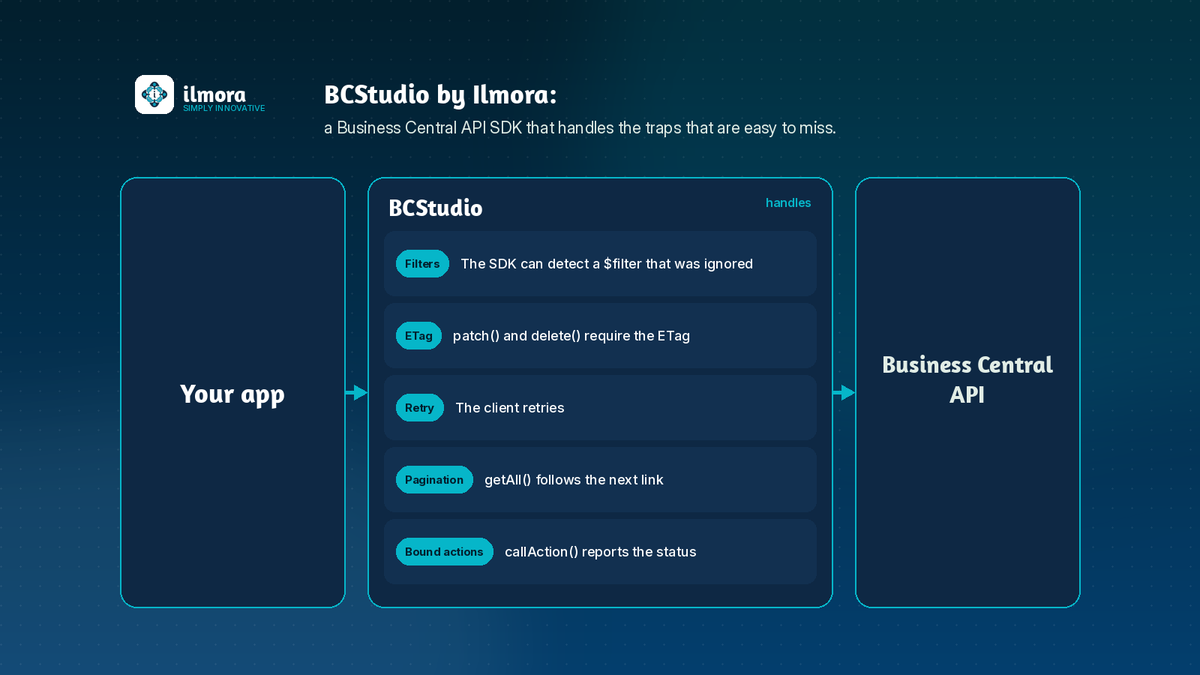 ilmora
SIMPLY INNOVATIVE
BCStudio by Ilmora:
a Business Central API SDK that handles the traps that are easy to miss.
Your app
BCStudio
handles
Filters The SDK can detect a $filter that was ignored
ETag patch() and delete() require the ETag
Retry The client retries
Pagination getAll() follows the next link
Bound actions callAction() reports the status
Business Central
API